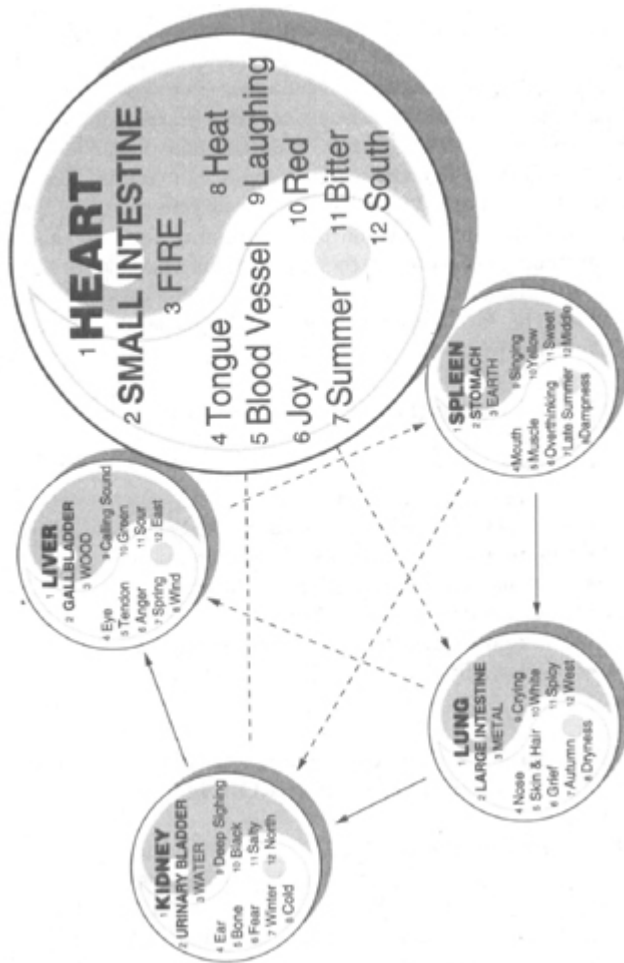 1 HEART
2 SMALL INTESTINE
3 FIRE
4 Tongue
5 Blood Vessel
6 Joy
7 Summer
8 Heat
9 Laughing
10 Red
11 Bitter
12 South
1 LIVER
2 GALLBLADDER
3 WOOD
4 Eye
5 Tendon
6 Anger
7 Spring
8 Wind
9 Calling Sound
10 Green
11 Sour
12 East
1 SPLEEN
2 STOMACH
3 EARTH
4 Mouth
5 Muscle
6 Overthinking
7 Late Summer
8 Dampness
9 Singing
10 Yellow
11 Sweet
12 Middle
1 KIDNEY
2 URINARY BLADDER
3 WATER
4 Ear
5 Bone
6 Fear
7 Winter
8 Cold
9 Deep Sighing
10 Black
11 Salty
12 North
1 LUNG
2 LARGE INTESTINE
3 METAL
4 Nose
5 Skin & Hair
6 Grief
7 Autumn
8 Dryness
9 Crying
10 White
11 Spicy
12 West